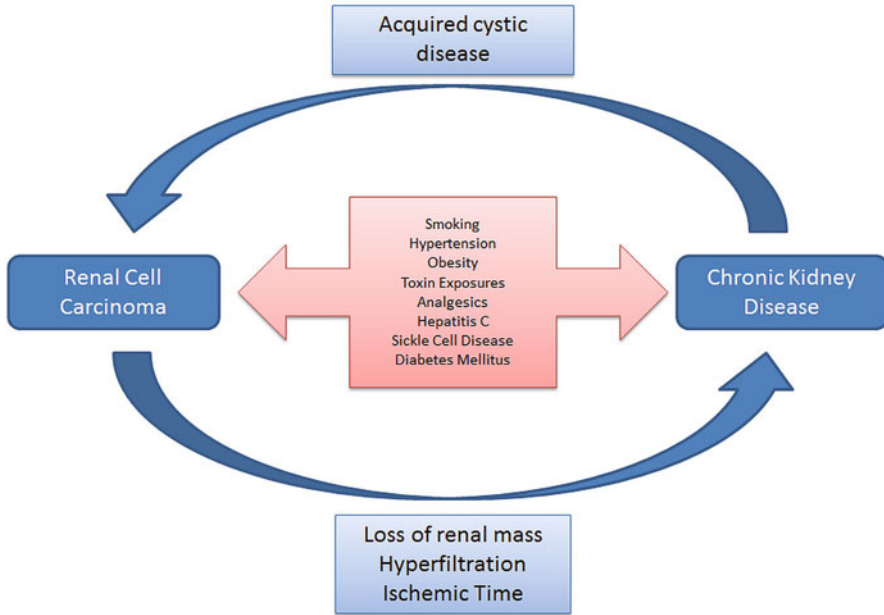 Acquired cystic
disease
Smoking
Hypertension
Obesity
Toxin Exposures
Analgesics
Hepatitis C
Sickle Cell Disease
Diabetes Mellitus
Renal Cell
Carcinoma
Chronic Kidney
Disease
Loss of renal mass
Hyperfiltration
Ischemic Time